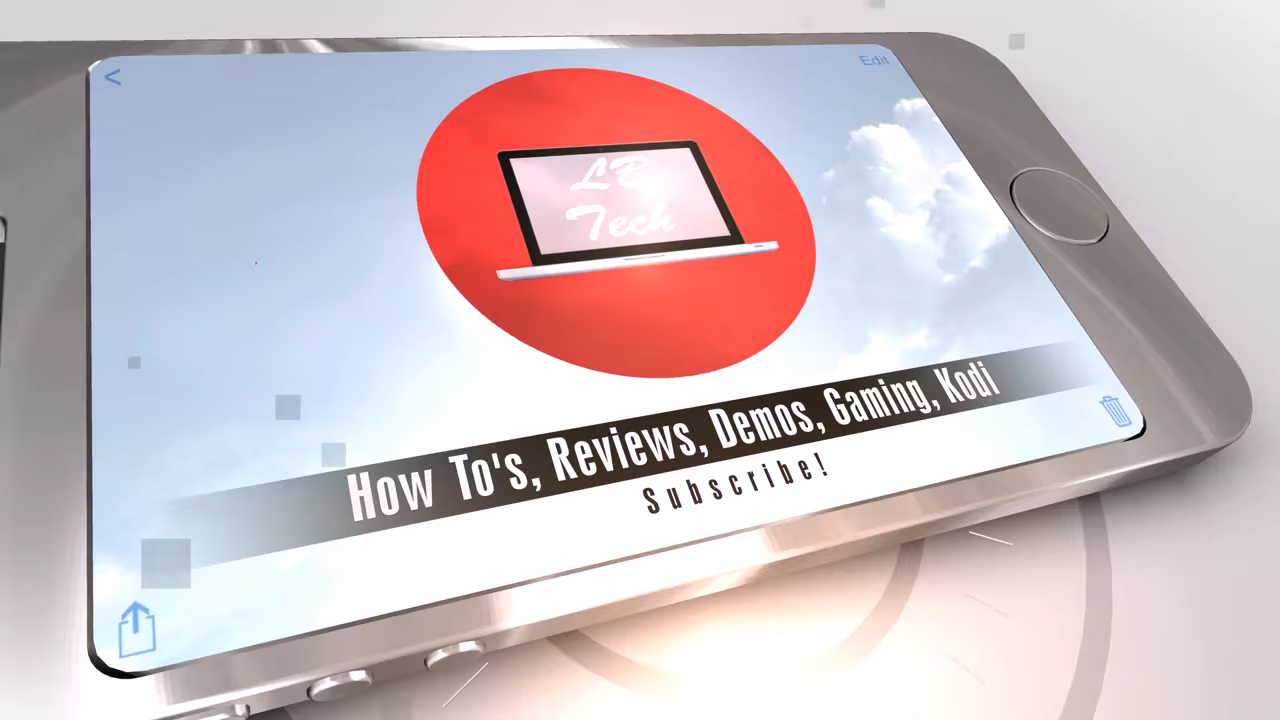 Edit
LB
Tech
How To's, Reviews, Demos, Gaming, Kodi
Subscribe!